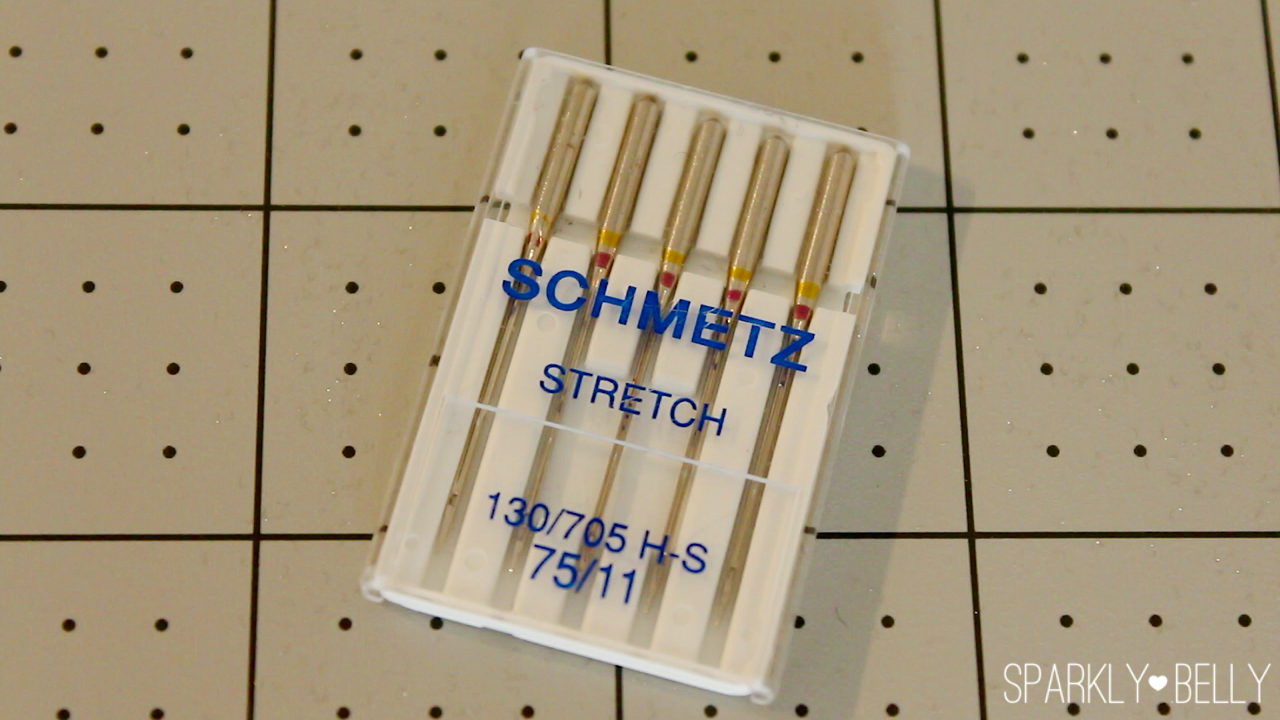 SCHMETZ
STRETCH
130/705 H-S
75/11
SPARKLY♥BELLY